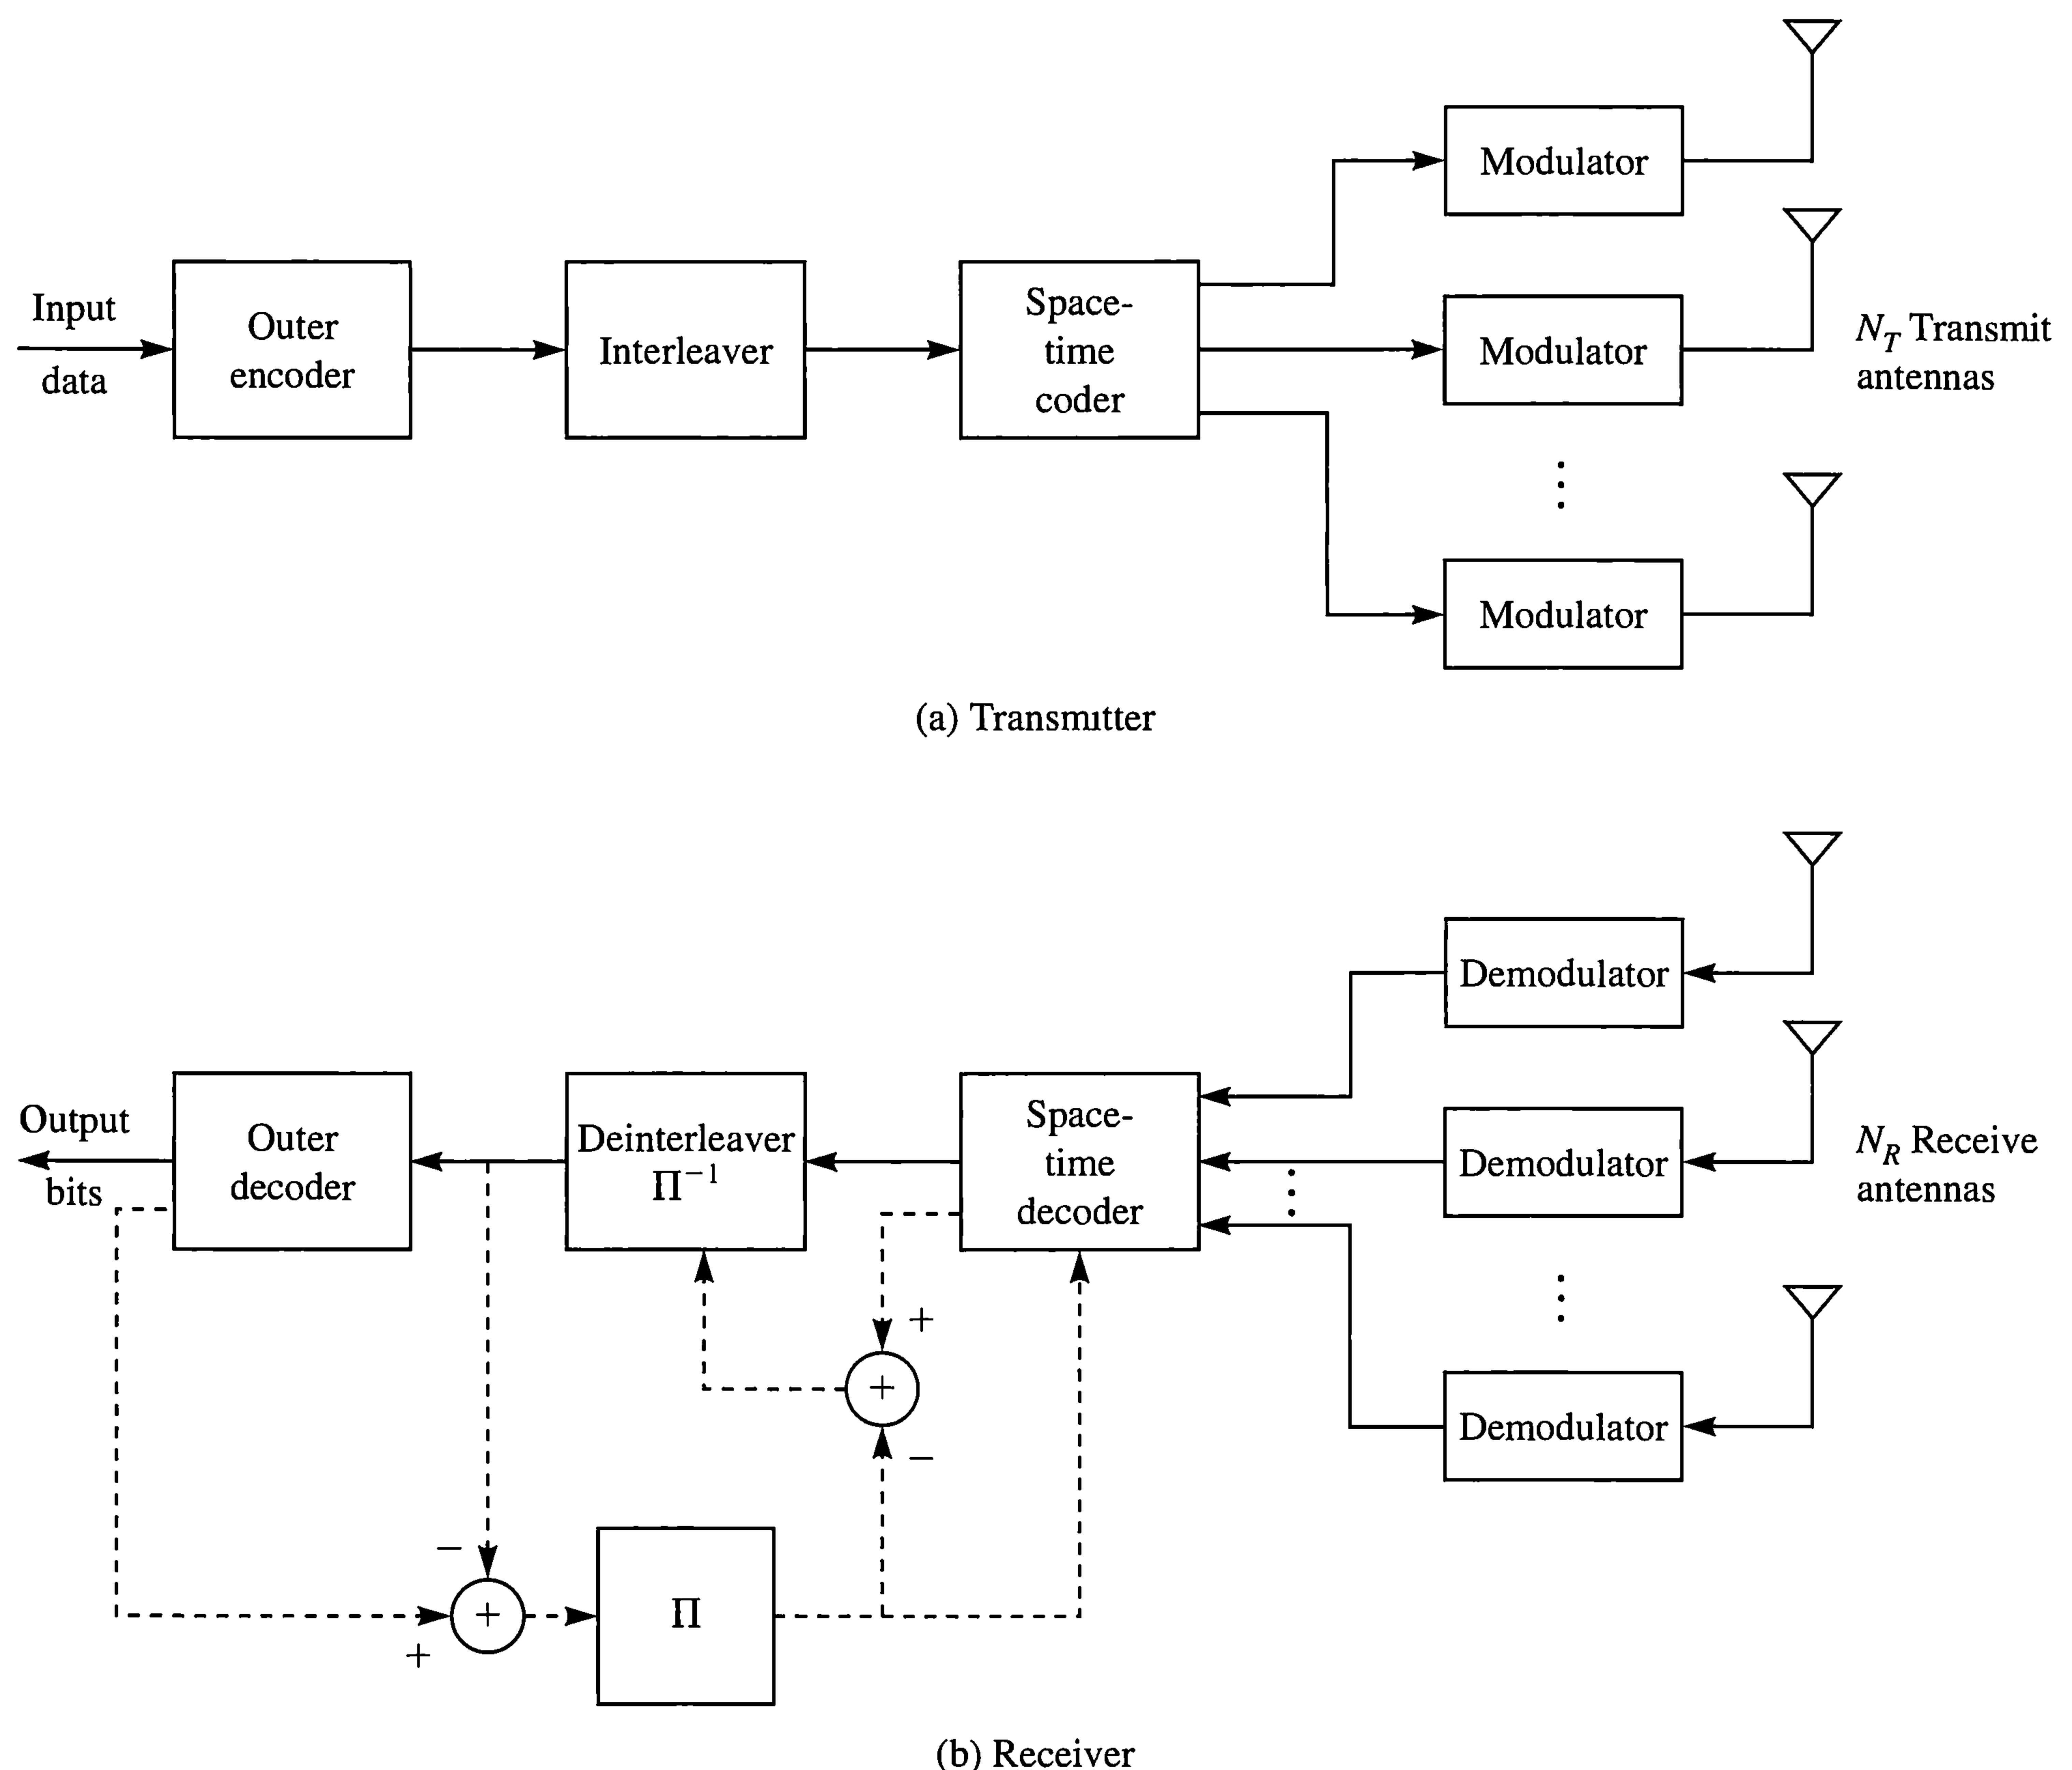 Input
data
Outer
encoder
Interleaver
Space-
time
coder
Modulator
Modulator
Modulator
N_T Transmit
antennas
(a) Transmitter
Output
bits
Outer
decoder
Deinterleaver
Π⁻¹
Space-
time
decoder
Demodulator
Demodulator
Demodulator
N_R Receive
antennas
+
+
−
−
+
+
Π
(b) Receiver